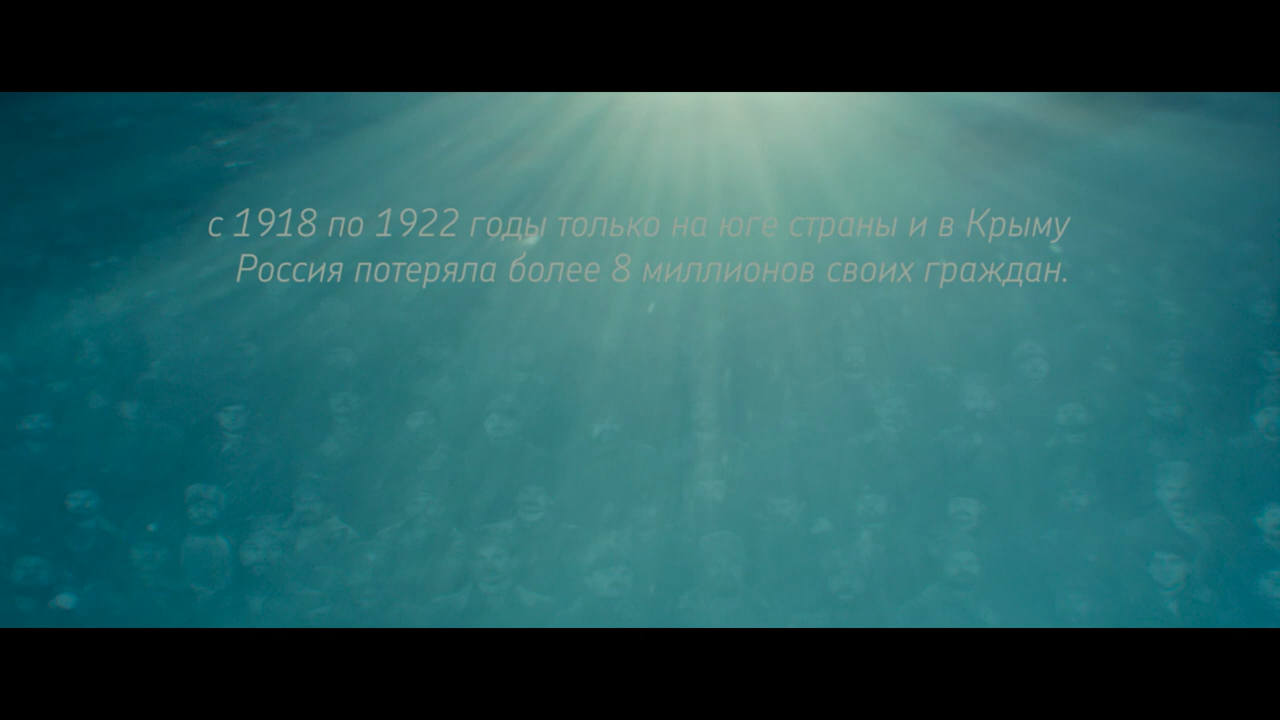 с 1918 по 1922 годы только на юге страны и в Крыму
Россия потеряла более 8 миллионов своих граждан.